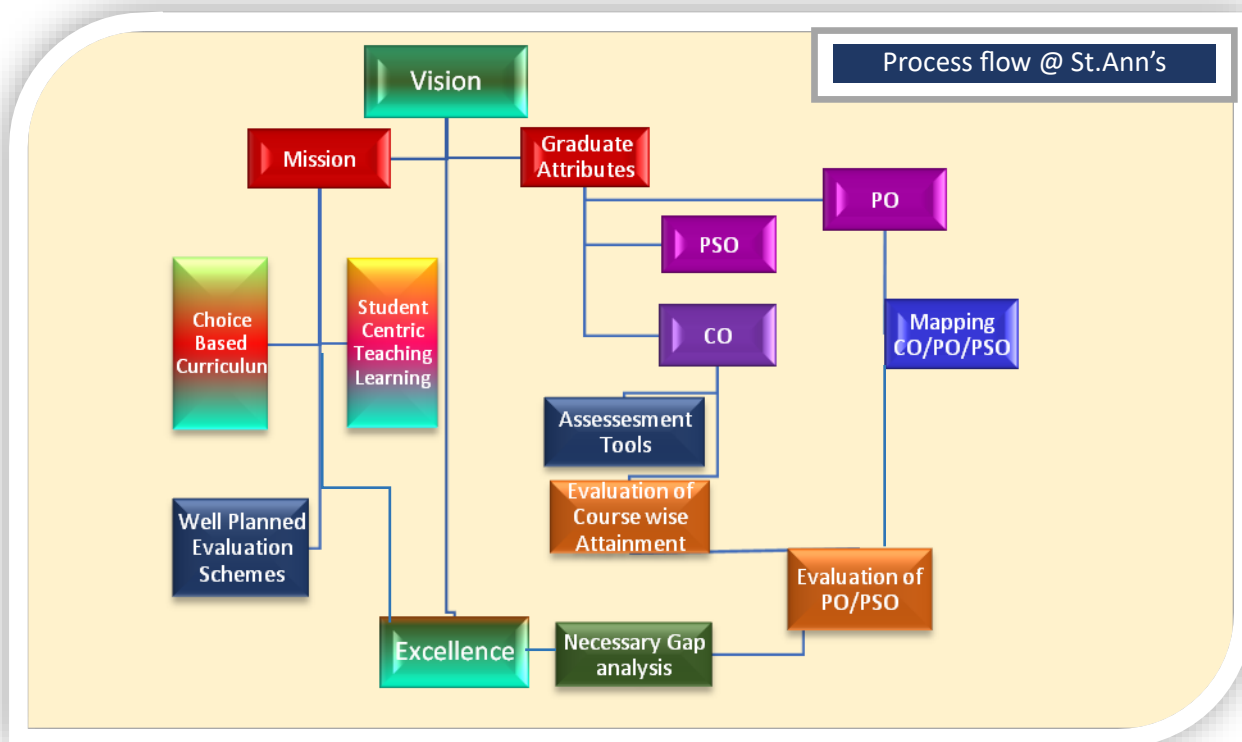 Process flow @ St.Ann's
Vision
Mission
Graduate
Attributes
PO
PSO
Choice
Based
Curriculun
Student
Centric
Teaching
Learning
CO
Mapping
CO/PO/PSO
Assessesment
Tools
Evaluation of
Course wise
Attainment
Well Planned
Evaluation
Schemes
Evaluation of
PO/PSO
Excellence
Necessary Gap
analysis